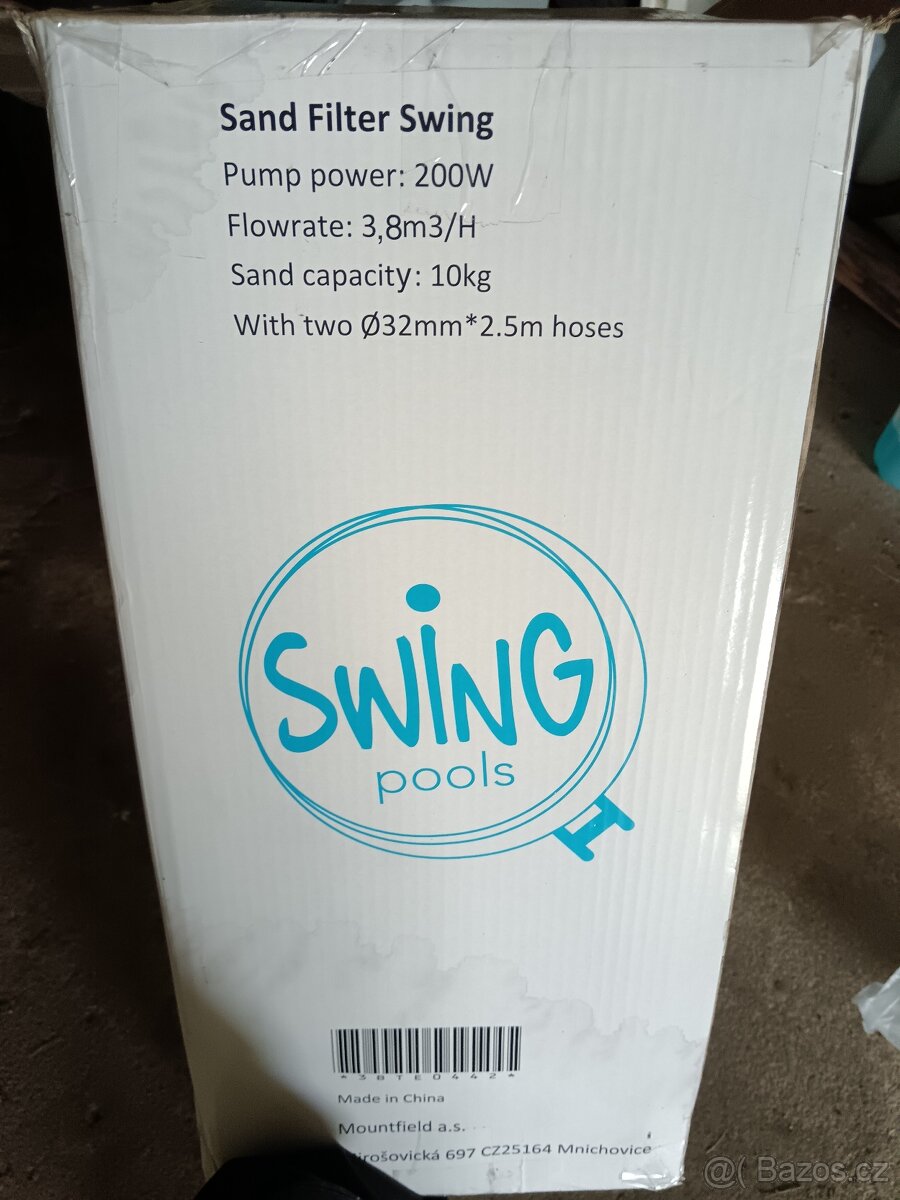 Sand Filter Swing
Pump power: 200W
Flowrate: 3,8m3/H
Sand capacity: 10kg
With two Ø32mm*2.5m hoses
SWiNG
pools
*3BTE0442*
Made in China
Mountfield a.s.
697 CZ25164 Mnichovice
@( Bazos.cz